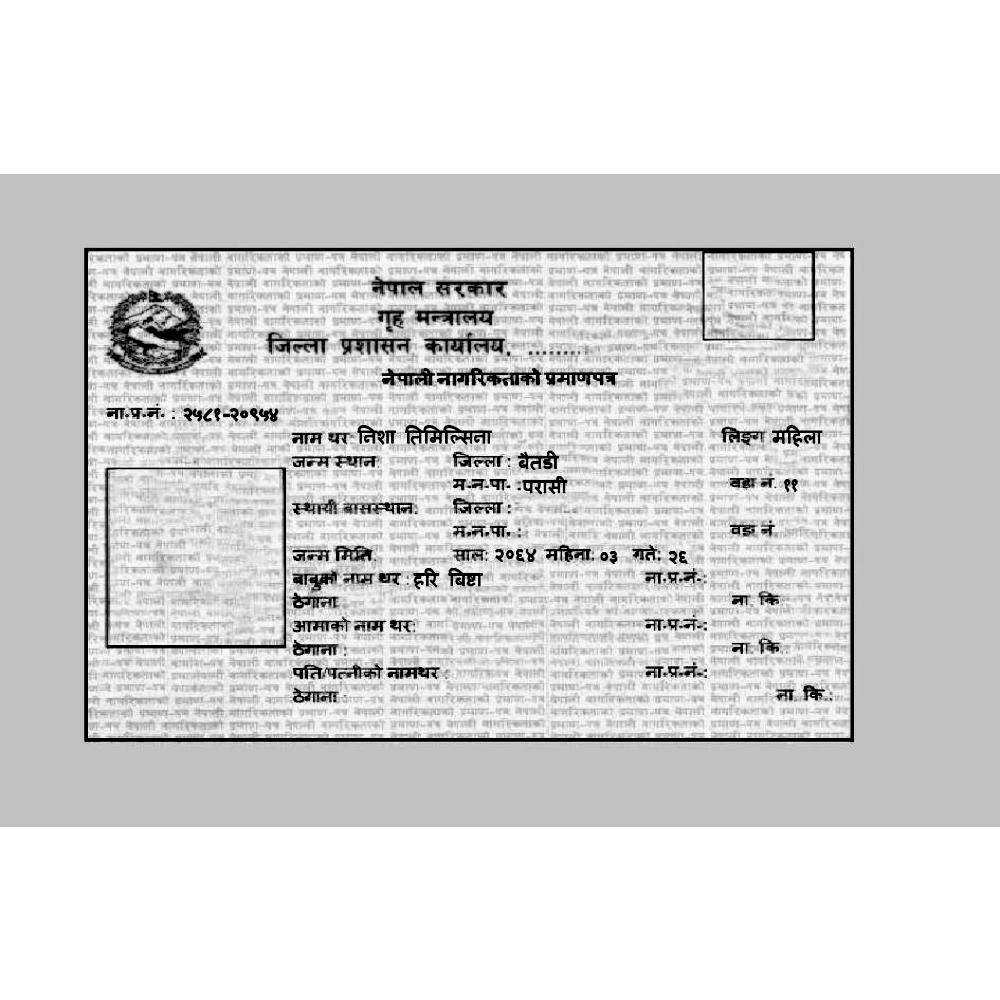 नेपाल सरकार
गृह मन्त्रालय
जिल्ला प्रशासन कार्यालय, .........
नेपाली नागरिकताको प्रमाणपत्र
ना.प्र.नं. : २५८१-२०९५४
नाम थर: निशा तिमिल्सिना लिङ्ग: महिला
जन्म स्थान: जिल्ला : बैतडी
म.न.पा. : परासी वडा नं. ११
स्थायी बासस्थान: जिल्ला :
म.न.पा. : वडा नं.
जन्म मिति: साल: २०६४ महिना: ०३ गते: २६
बाबुको नाम थर : हरि बिष्टा ना.प्र.नं.:
ठेगाना : ना. कि.:
आमाको नाम थर: ना.प्र.नं.:
ठेगाना : ना. कि.:
पति/पत्नीको नामथर : ना.प्र.नं.:
ठेगाना : ना. कि.: